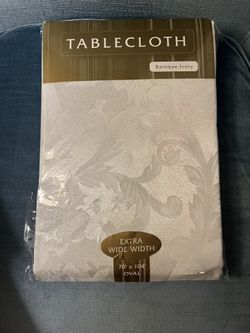 TABLECLOTH
Baroque Ivory
EXTRA
WIDE WIDTH
70" x 104"
OVAL